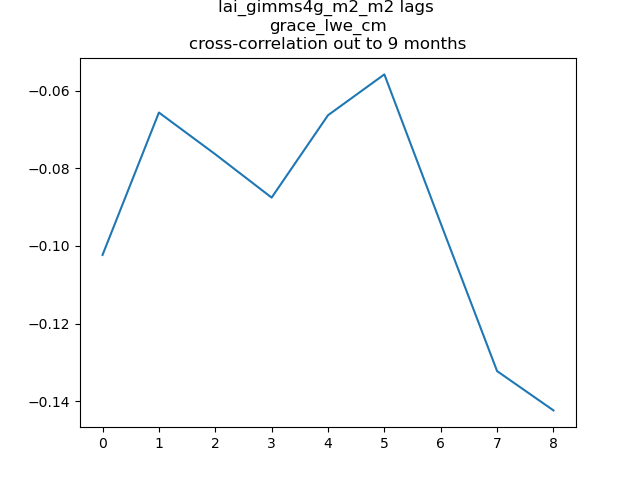 lai_gimms4g_m2_m2 lags
grace_lwe_cm
cross-correlation out to 9 months
−0.06
−0.08
−0.10
−0.12
−0.14
0 1 2 3 4 5 6 7 8